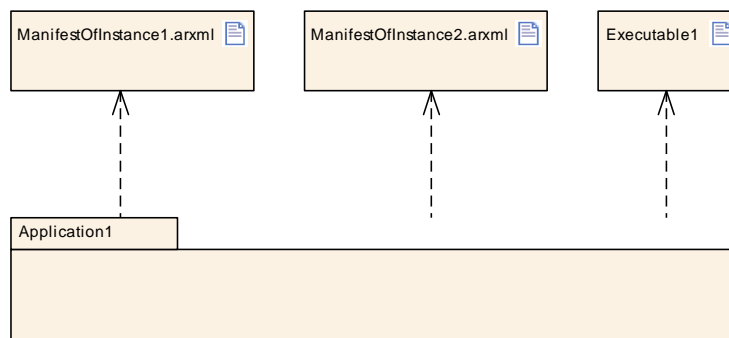 ManifestOfInstance1.arxml
ManifestOfInstance2.arxml
Executable1
Application1